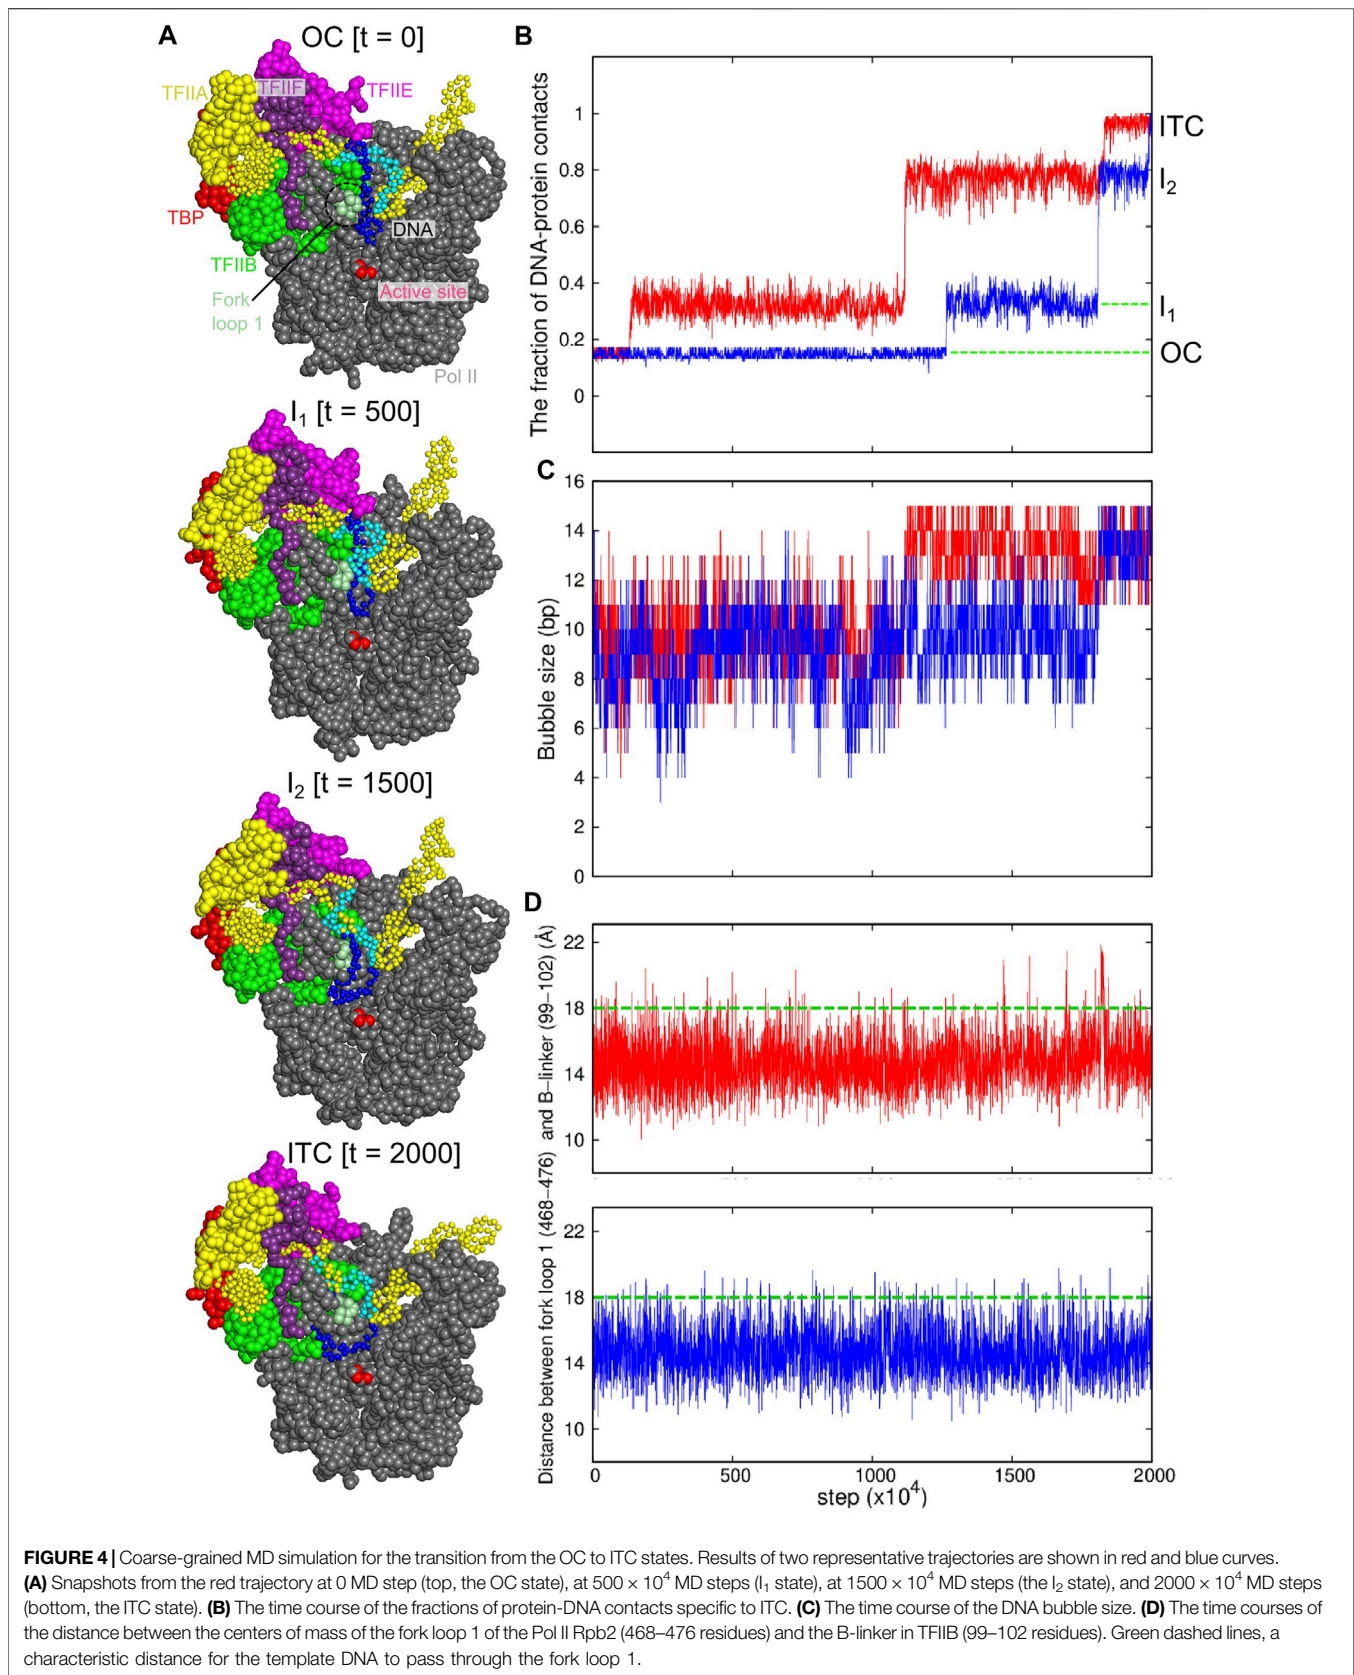 A
OC [t = 0]
TFIIA
TFIIF
TFIIE
TBP
DNA
TFIIB
Fork
loop 1
Active site
Pol II
I1 [t = 500]
I2 [t = 1500]
ITC [t = 2000]
B
The fraction of DNA-protein contacts
1
0.8
0.6
0.4
0.2
0
ITC
I2
I1
OC
C
Bubble size (bp)
16
14
12
10
8
6
4
2
0
D
Distance between fork loop 1 (468–476) and B–linker (99–102) (Å)
22
18
14
10
22
18
14
10
0 500 1000 1500 2000
step (x10^4)
FIGURE 4 | Coarse-grained MD simulation for the transition from the OC to ITC states. Results of two representative trajectories are shown in red and blue curves.
(A) Snapshots from the red trajectory at 0 MD step (top, the OC state), at 500 × 10^4 MD steps (I1 state), at 1500 × 10^4 MD steps (the I2 state), and 2000 × 10^4 MD steps
(bottom, the ITC state). (B) The time course of the fractions of protein-DNA contacts specific to ITC. (C) The time course of the DNA bubble size. (D) The time courses of
the distance between the centers of mass of the fork loop 1 of the Pol II Rpb2 (468–476 residues) and the B-linker in TFIIB (99–102 residues). Green dashed lines, a
characteristic distance for the template DNA to pass through the fork loop 1.